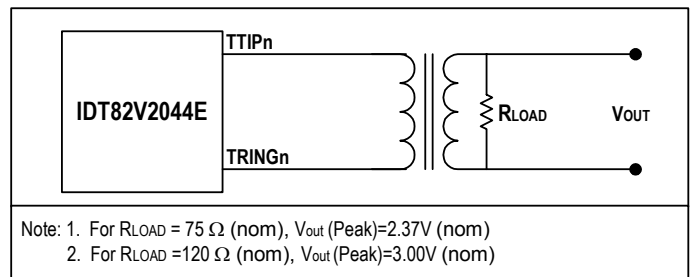 TTIPn
IDT82V2044E
RLOAD
VOUT
TRINGn
Note: 1. For RLOAD = 75 Ω (nom), Vout (Peak)=2.37V (nom)
2. For RLOAD =120 Ω (nom), Vout (Peak)=3.00V (nom)